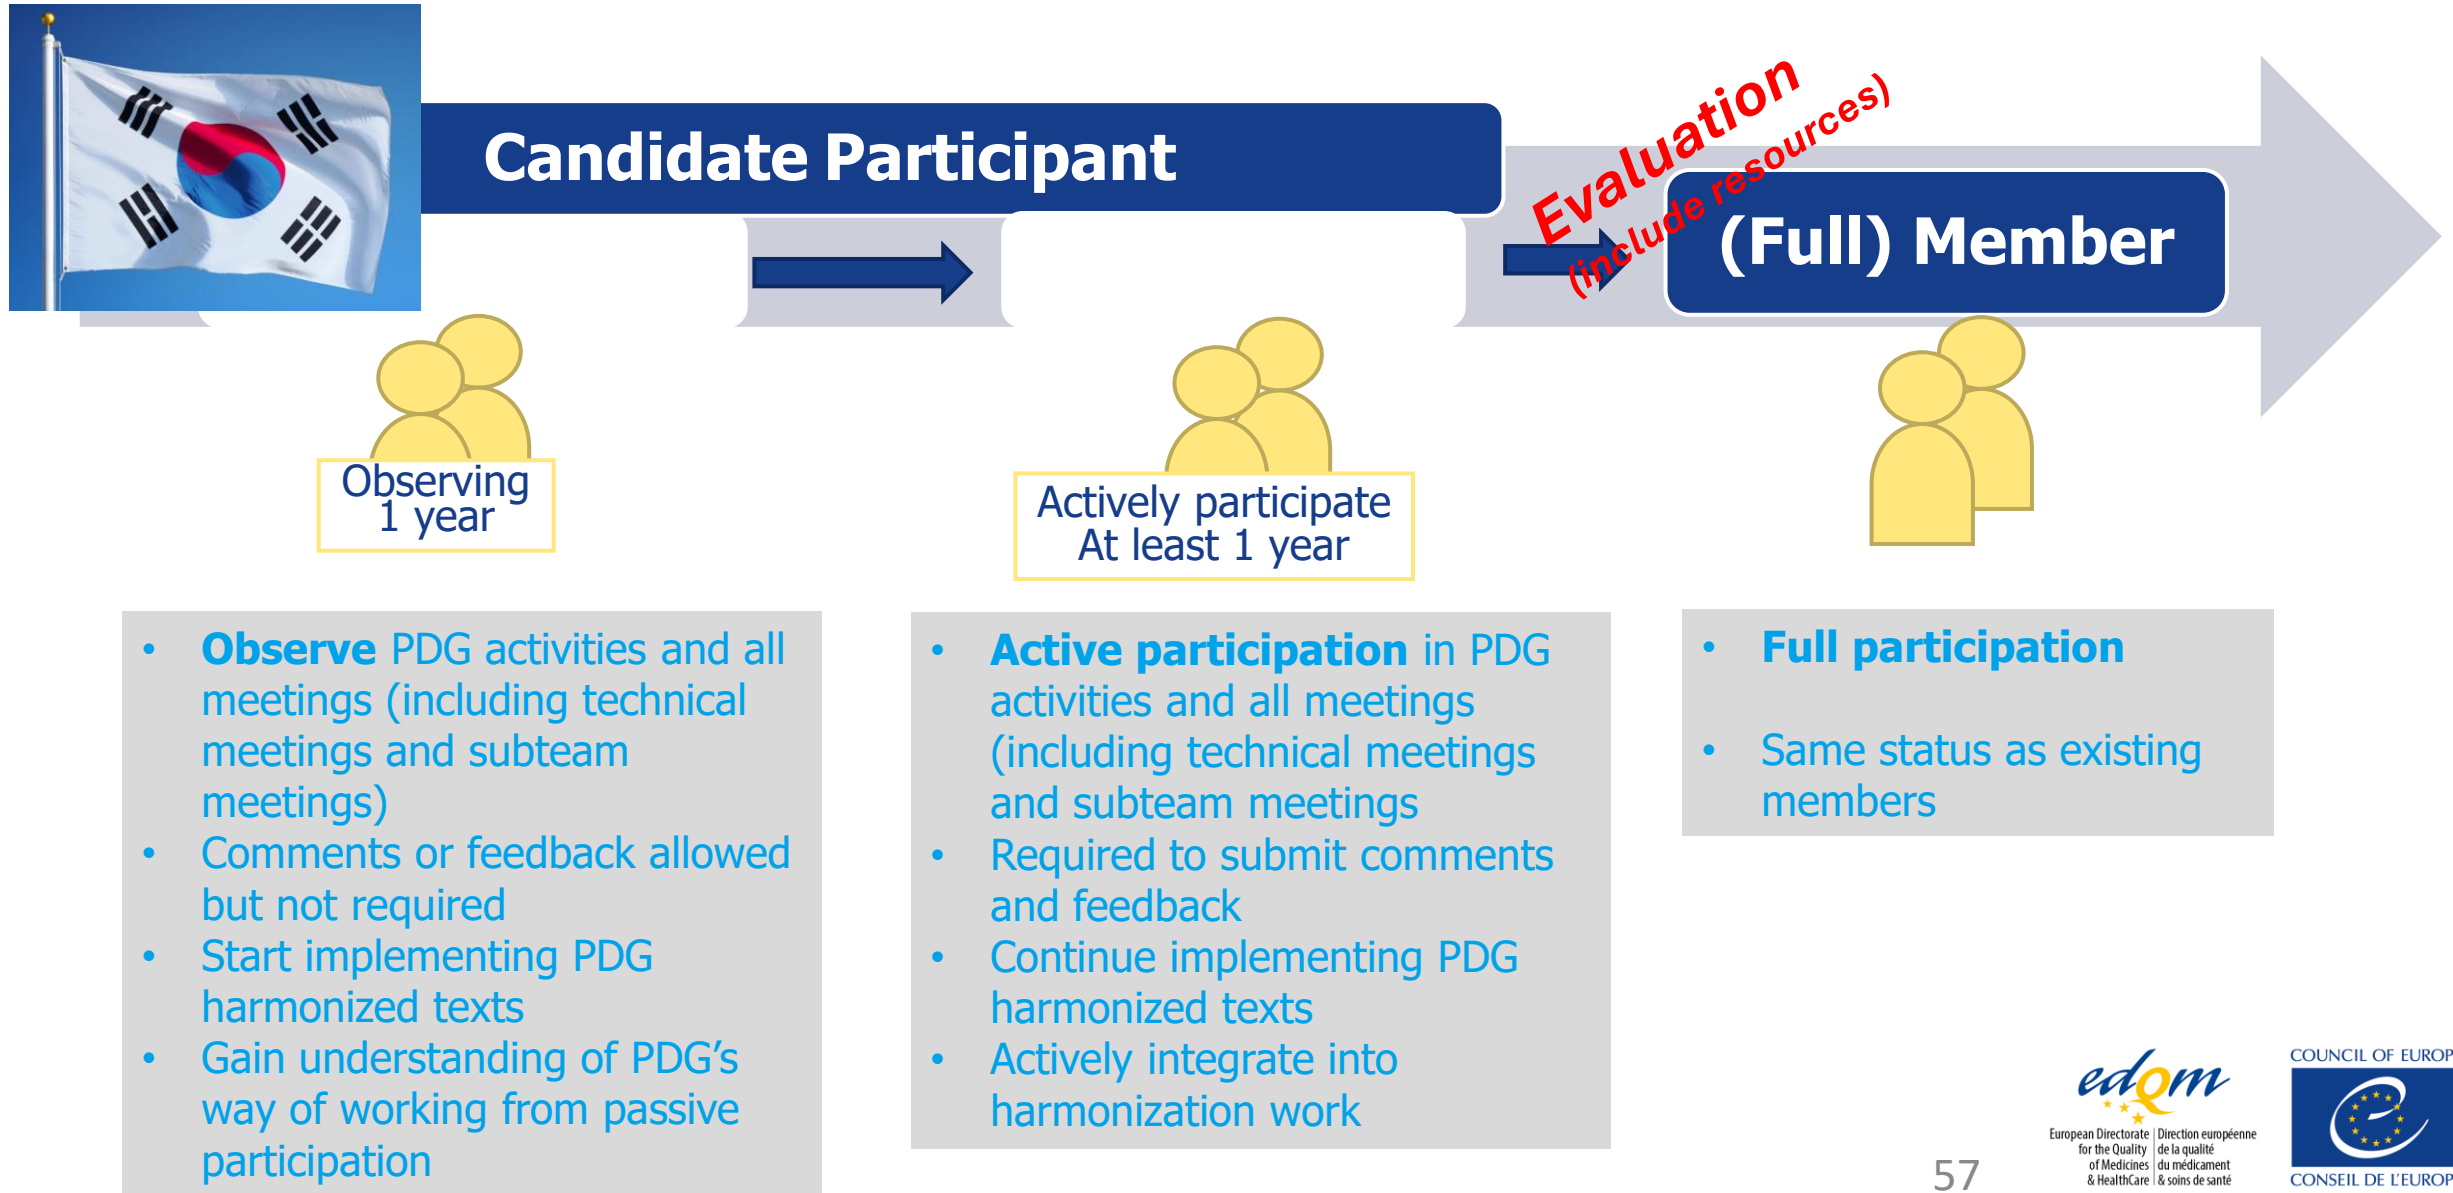 Candidate Participant
Evaluation
(include resources)
(Full) Member
Observing
1 year
Actively participate
At least 1 year
• Observe PDG activities and all
meetings (including technical
meetings and subteam
meetings)
• Comments or feedback allowed
but not required
• Start implementing PDG
harmonized texts
• Gain understanding of PDG’s
way of working from passive
participation
• Active participation in PDG
activities and all meetings
(including technical meetings
and subteam meetings
• Required to submit comments
and feedback
• Continue implementing PDG
harmonized texts
• Actively integrate into
harmonization work
• Full participation
• Same status as existing
members
57
edQm
European Directorate
for the Quality
of Medicines
& HealthCare
Direction européenne
de la qualité
du médicament
& soins de santé
COUNCIL OF EUROP
CONSEIL DE L'EUROP